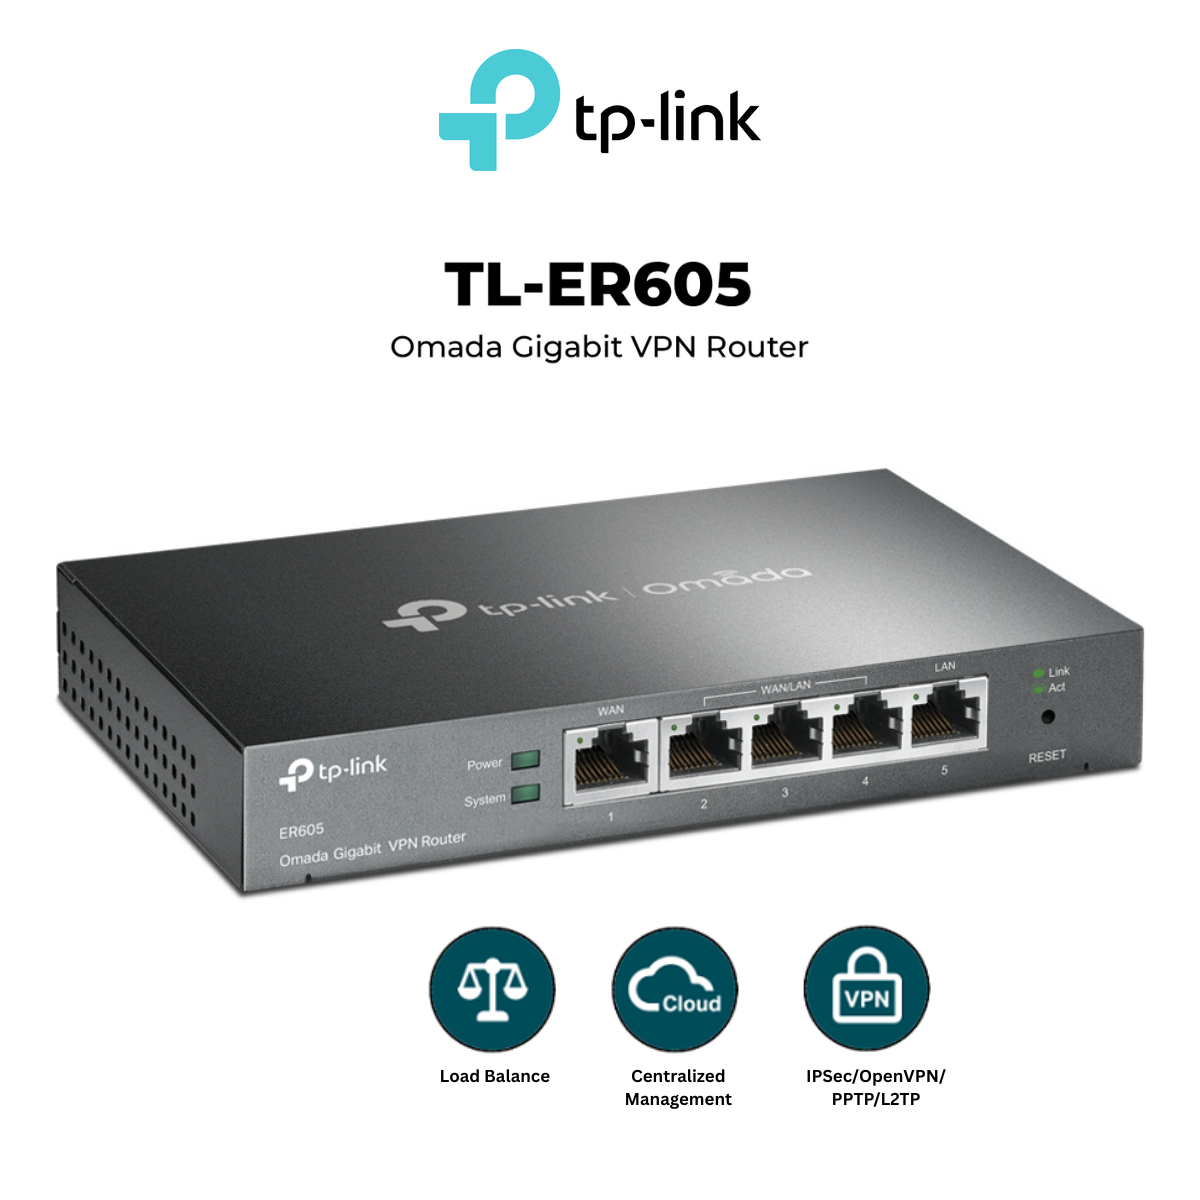 tp-link
TL-ER605
Omada Gigabit VPN Router
tp-link | omada
LAN
WAN/LAN
WAN
Link
Act
RESET
tp-link
Power
System
1
2
3
4
5
ER605
Omada Gigabit VPN Router
Cloud
VPN
Load Balance
Centralized
Management
IPSec/OpenVPN/
PPTP/L2TP